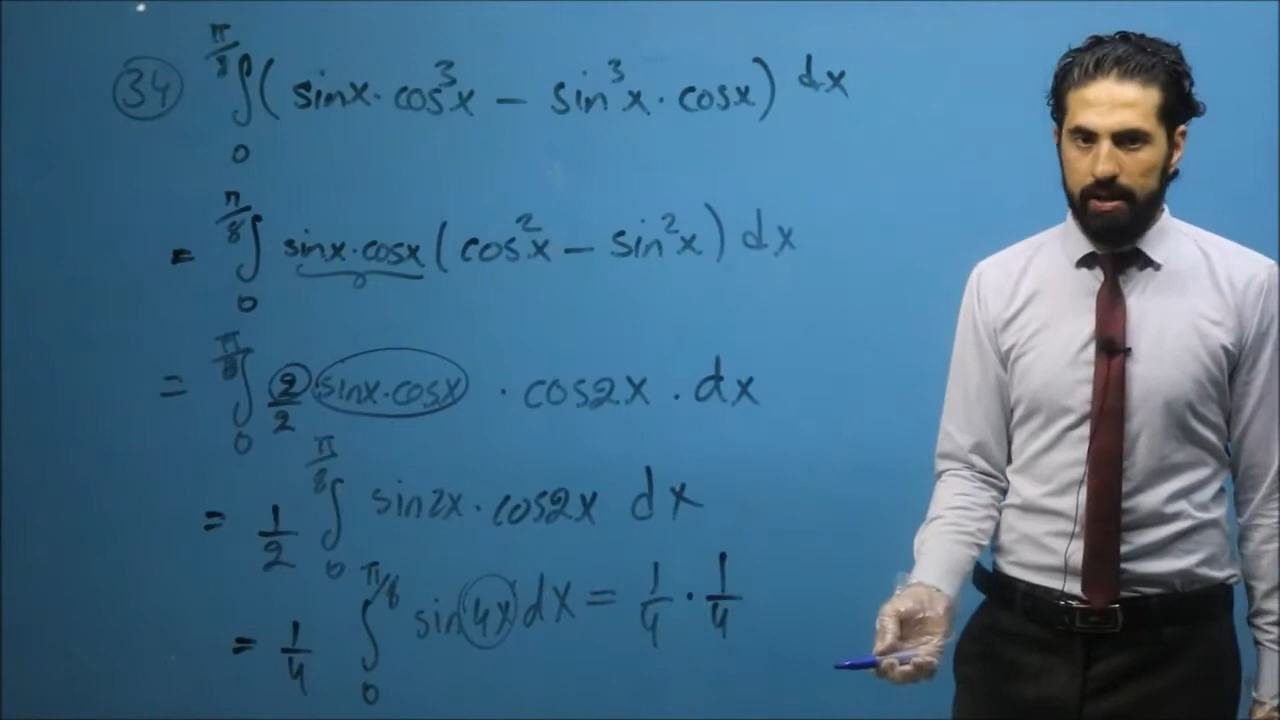 34 ∫₀^{π/8} (sinx · cos³x − sin³x · cosx) dx
= ∫₀^{π/8} sinx · cosx (cos²x − sin²x) dx
= ∫₀^{π/8} 2/2 sinx · cosx · cos2x · dx
= 1/2 ∫₀^{π/8} sin2x · cos2x dx
= 1/4 ∫₀^{π/8} sin4x dx = 1/4 · 1/4